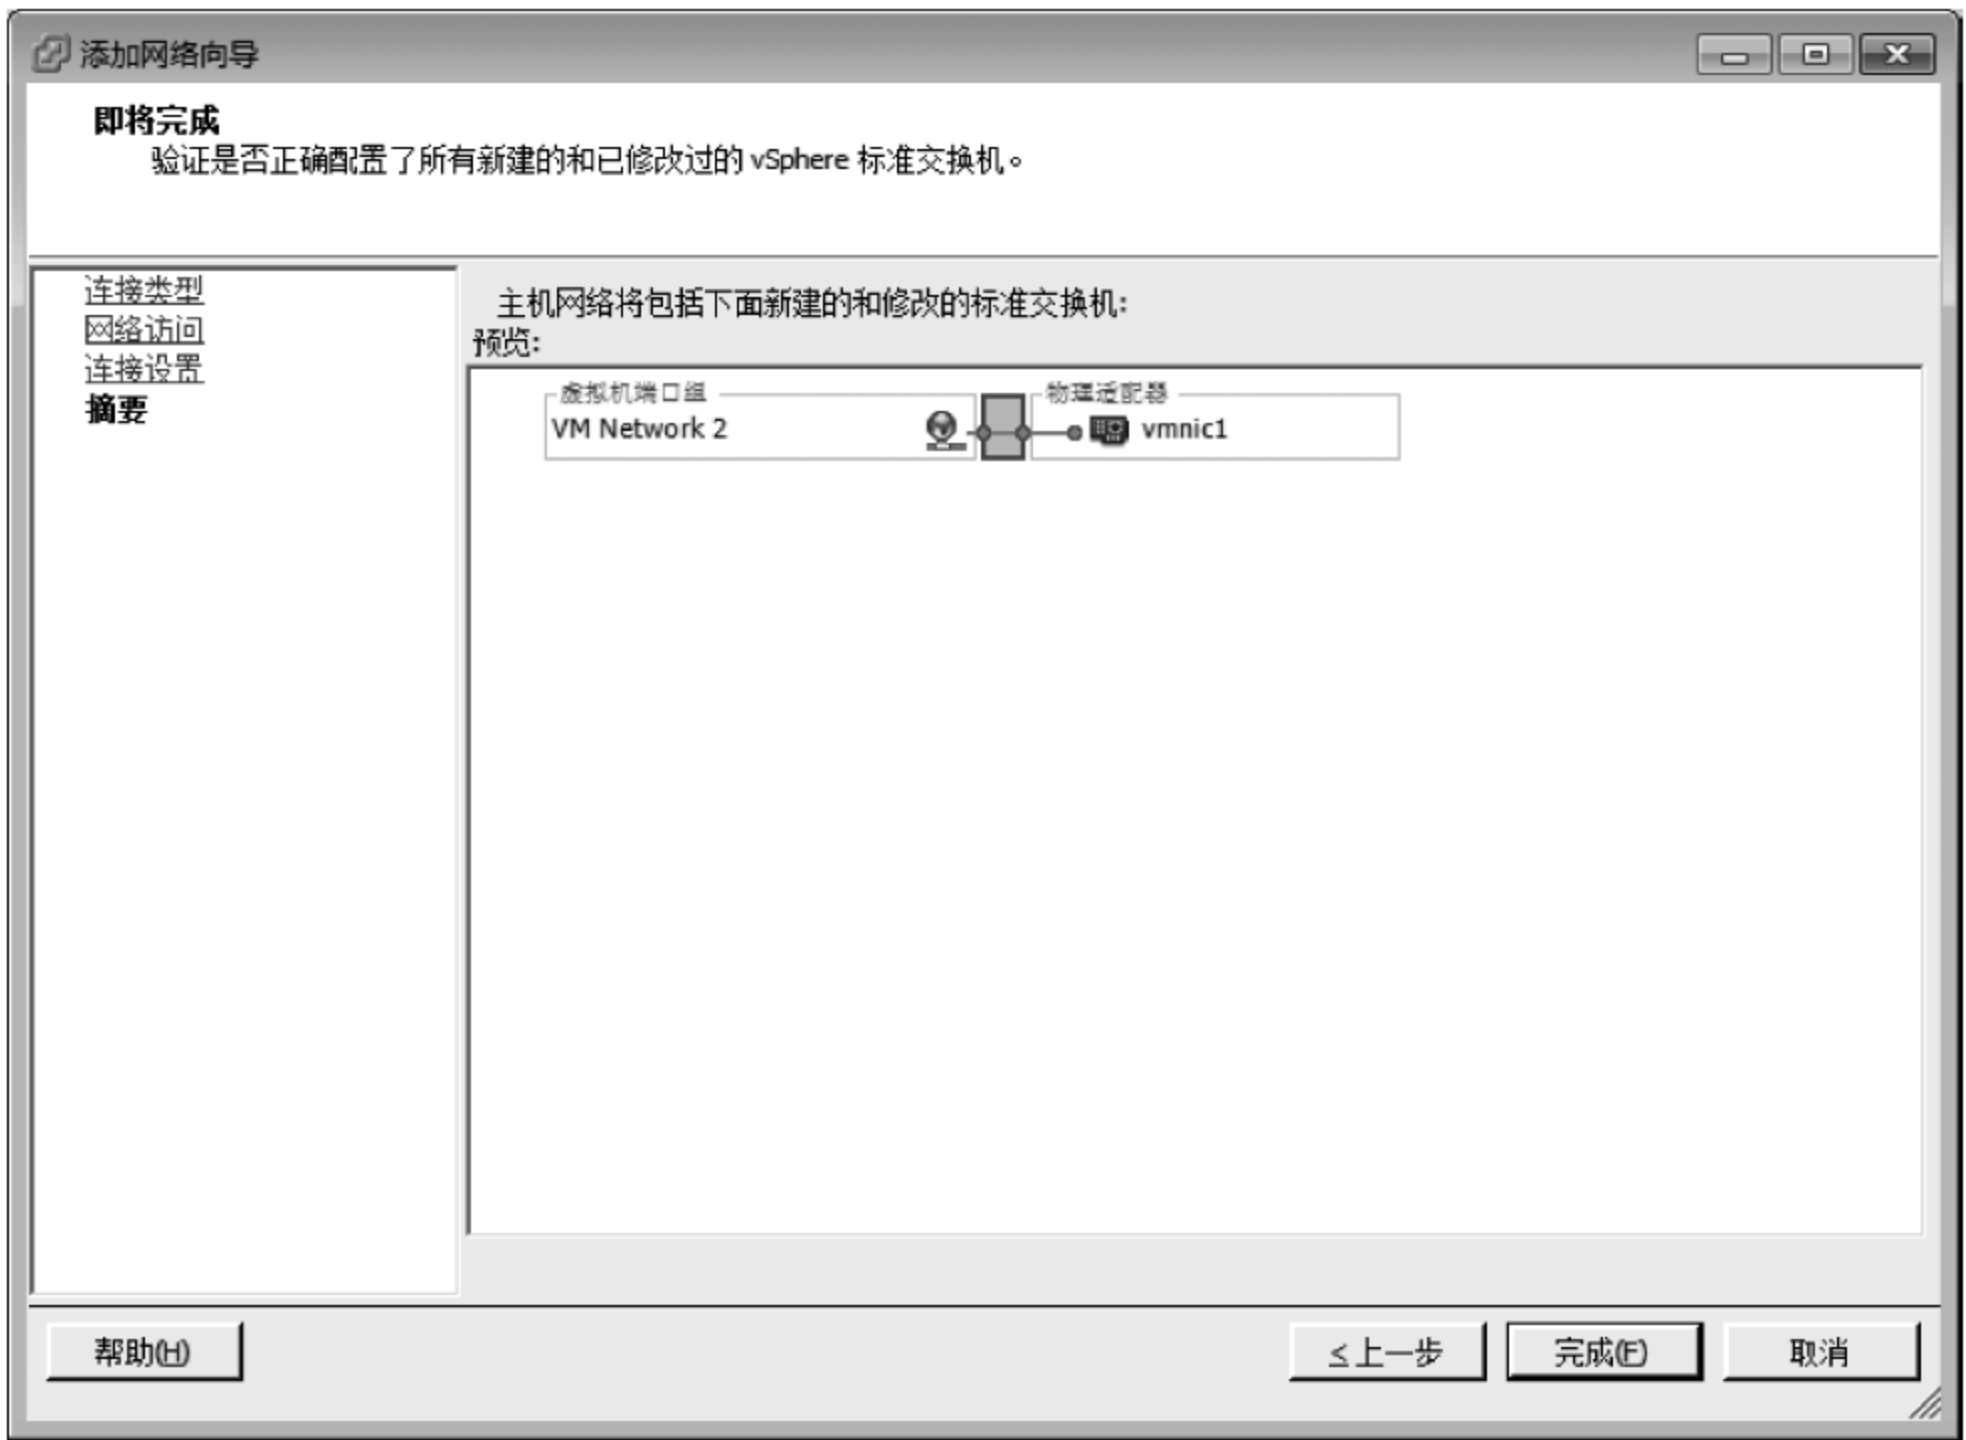 添加网络向导
即将完成
验证是否正确配置了所有新建的和已修改过的 vSphere 标准交换机。
连接类型
网络访问
连接设置
摘要
主机网络将包括下面新建的和修改的标准交换机:
预览:
虚拟机端口组
VM Network 2
物理适配器
vmnic1
帮助(H)
≤上一步
完成(F)
取消